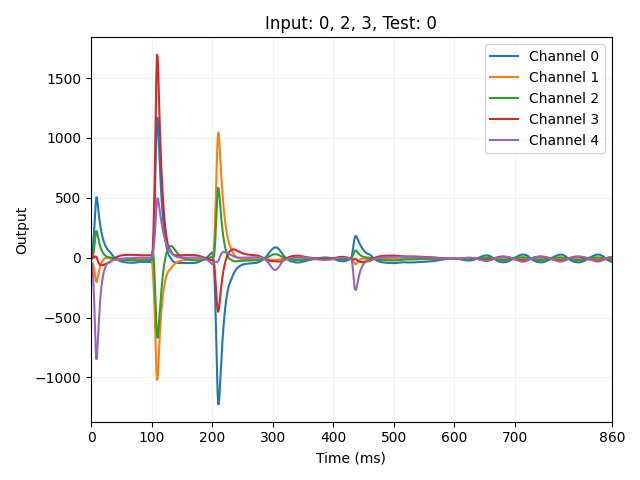 Input: 0, 2, 3, Test: 0
Channel 0
Channel 1
Channel 2
Channel 3
Channel 4
Output
1500
1000
500
0
−500
−1000
0 100 200 300 400 500 600 700 860
Time (ms)